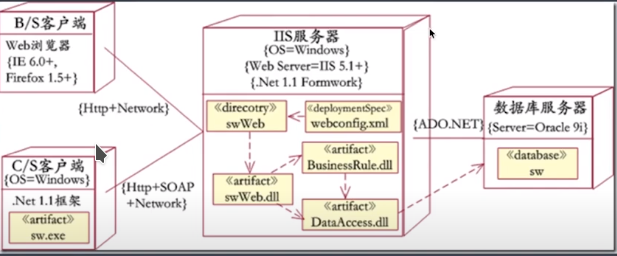 B/S客户端
Web浏览器
{IE 6.0+,
Firefox 1.5+}
{Http+Network}
C/S客户端
{OS=Windows}
.Net 1.1框架
«artifact»
sw.exe
{Http+SOAP
+Network}
IIS服务器
{OS=Windows}
{Web Server=IIS 5.1+}
{.Net 1.1 Formwork}
«direcotry»
swWeb
«deploymentSpec»
webconfig.xml
«artifact»
BusinessRule.dll
«artifact»
swWeb.dll
«artifact»
DataAccess.dll
{ADO.NET}
数据库服务器
{Server=Oracle 9i}
«database»
sw